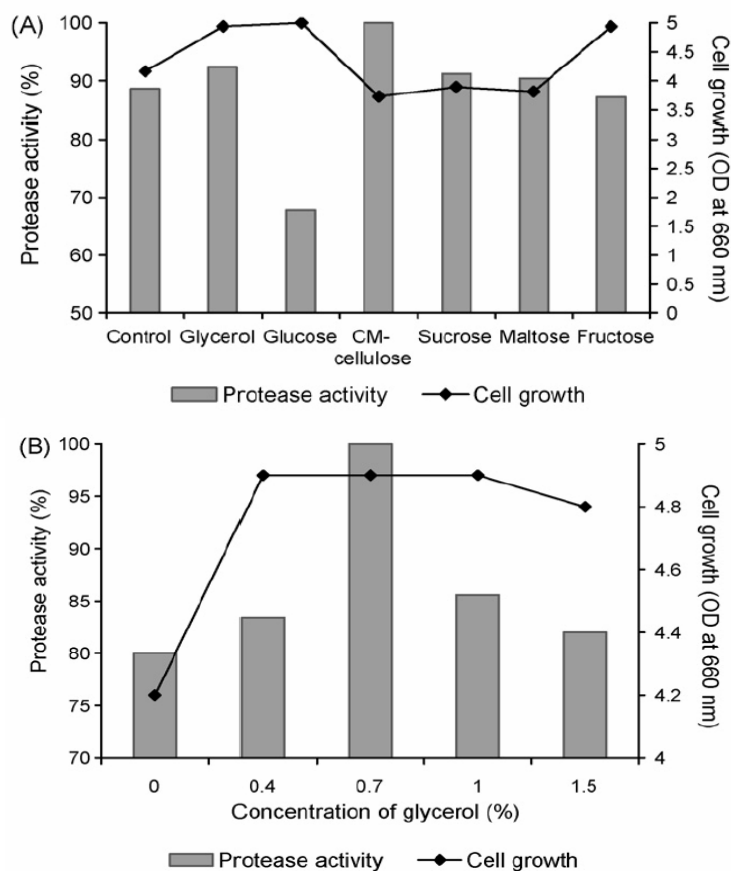 (A)
Protease activity (%)
100
90
80
70
60
50
5
4.5
4
3.5
3
2.5
2
1.5
1
0.5
0
Cell growth (OD at 660 nm)
Control Glycerol Glucose CM-cellulose Sucrose Maltose Fructose
Protease activity Cell growth
(B)
Protease activity (%)
100
95
90
85
80
75
70
5
4.8
4.6
4.4
4.2
4
Cell growth (OD at 660 nm)
0 0.4 0.7 1 1.5
Concentration of glycerol (%)
Protease activity Cell growth